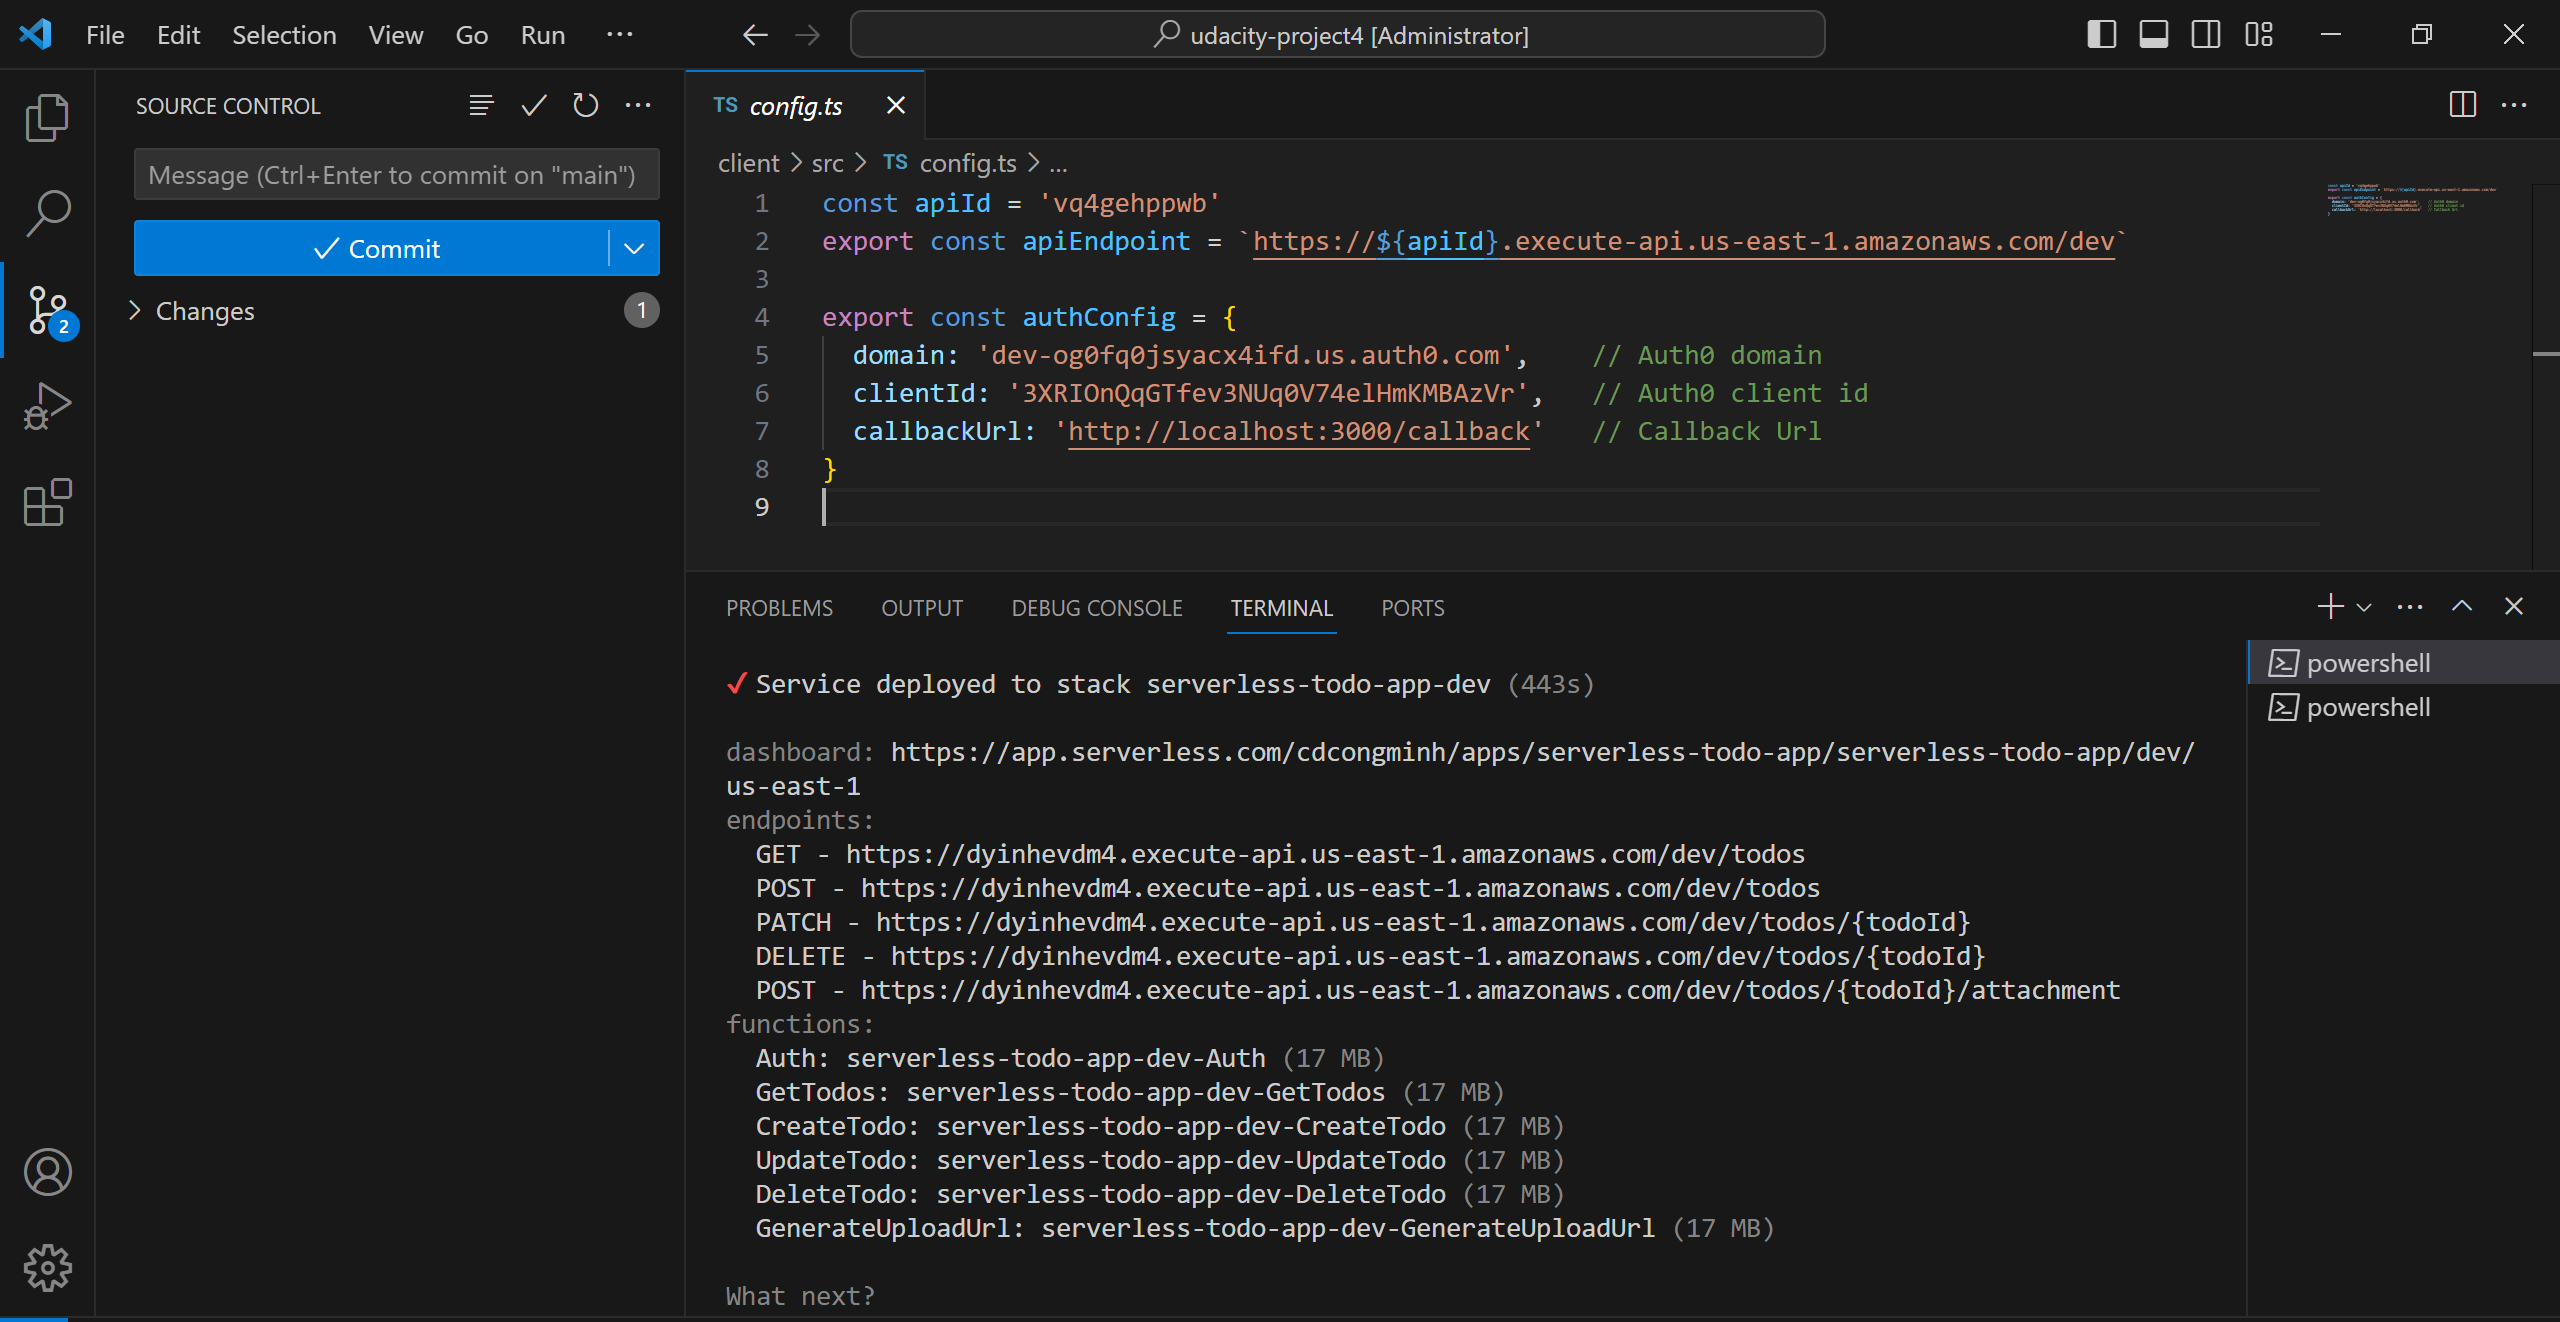 File Edit Selection View Go Run ...
udacity-project4 [Administrator]
SOURCE CONTROL
Message (Ctrl+Enter to commit on "main")
Commit
Changes 1
2
TS config.ts
client > src > TS config.ts > ...
1 const apiId = 'vq4gehppwb'
2 export const apiEndpoint = `https://${apiId}.execute-api.us-east-1.amazonaws.com/dev`
3
4 export const authConfig = {
5 domain: 'dev-og0fq0jsyacx4ifd.us.auth0.com', // Auth0 domain
6 clientId: '3XRIOnQqGTfev3NUq0V74elHmKMBAzVr', // Auth0 client id
7 callbackUrl: 'http://localhost:3000/callback' // Callback Url
8 }
9
PROBLEMS OUTPUT DEBUG CONSOLE TERMINAL PORTS
powershell
powershell
✓ Service deployed to stack serverless-todo-app-dev (443s)
dashboard: https://app.serverless.com/cdcongminh/apps/serverless-todo-app/serverless-todo-app/dev/
us-east-1
endpoints:
GET - https://dyinhevdm4.execute-api.us-east-1.amazonaws.com/dev/todos
POST - https://dyinhevdm4.execute-api.us-east-1.amazonaws.com/dev/todos
PATCH - https://dyinhevdm4.execute-api.us-east-1.amazonaws.com/dev/todos/{todoId}
DELETE - https://dyinhevdm4.execute-api.us-east-1.amazonaws.com/dev/todos/{todoId}
POST - https://dyinhevdm4.execute-api.us-east-1.amazonaws.com/dev/todos/{todoId}/attachment
functions:
Auth: serverless-todo-app-dev-Auth (17 MB)
GetTodos: serverless-todo-app-dev-GetTodos (17 MB)
CreateTodo: serverless-todo-app-dev-CreateTodo (17 MB)
UpdateTodo: serverless-todo-app-dev-UpdateTodo (17 MB)
DeleteTodo: serverless-todo-app-dev-DeleteTodo (17 MB)
GenerateUploadUrl: serverless-todo-app-dev-GenerateUploadUrl (17 MB)
What next?